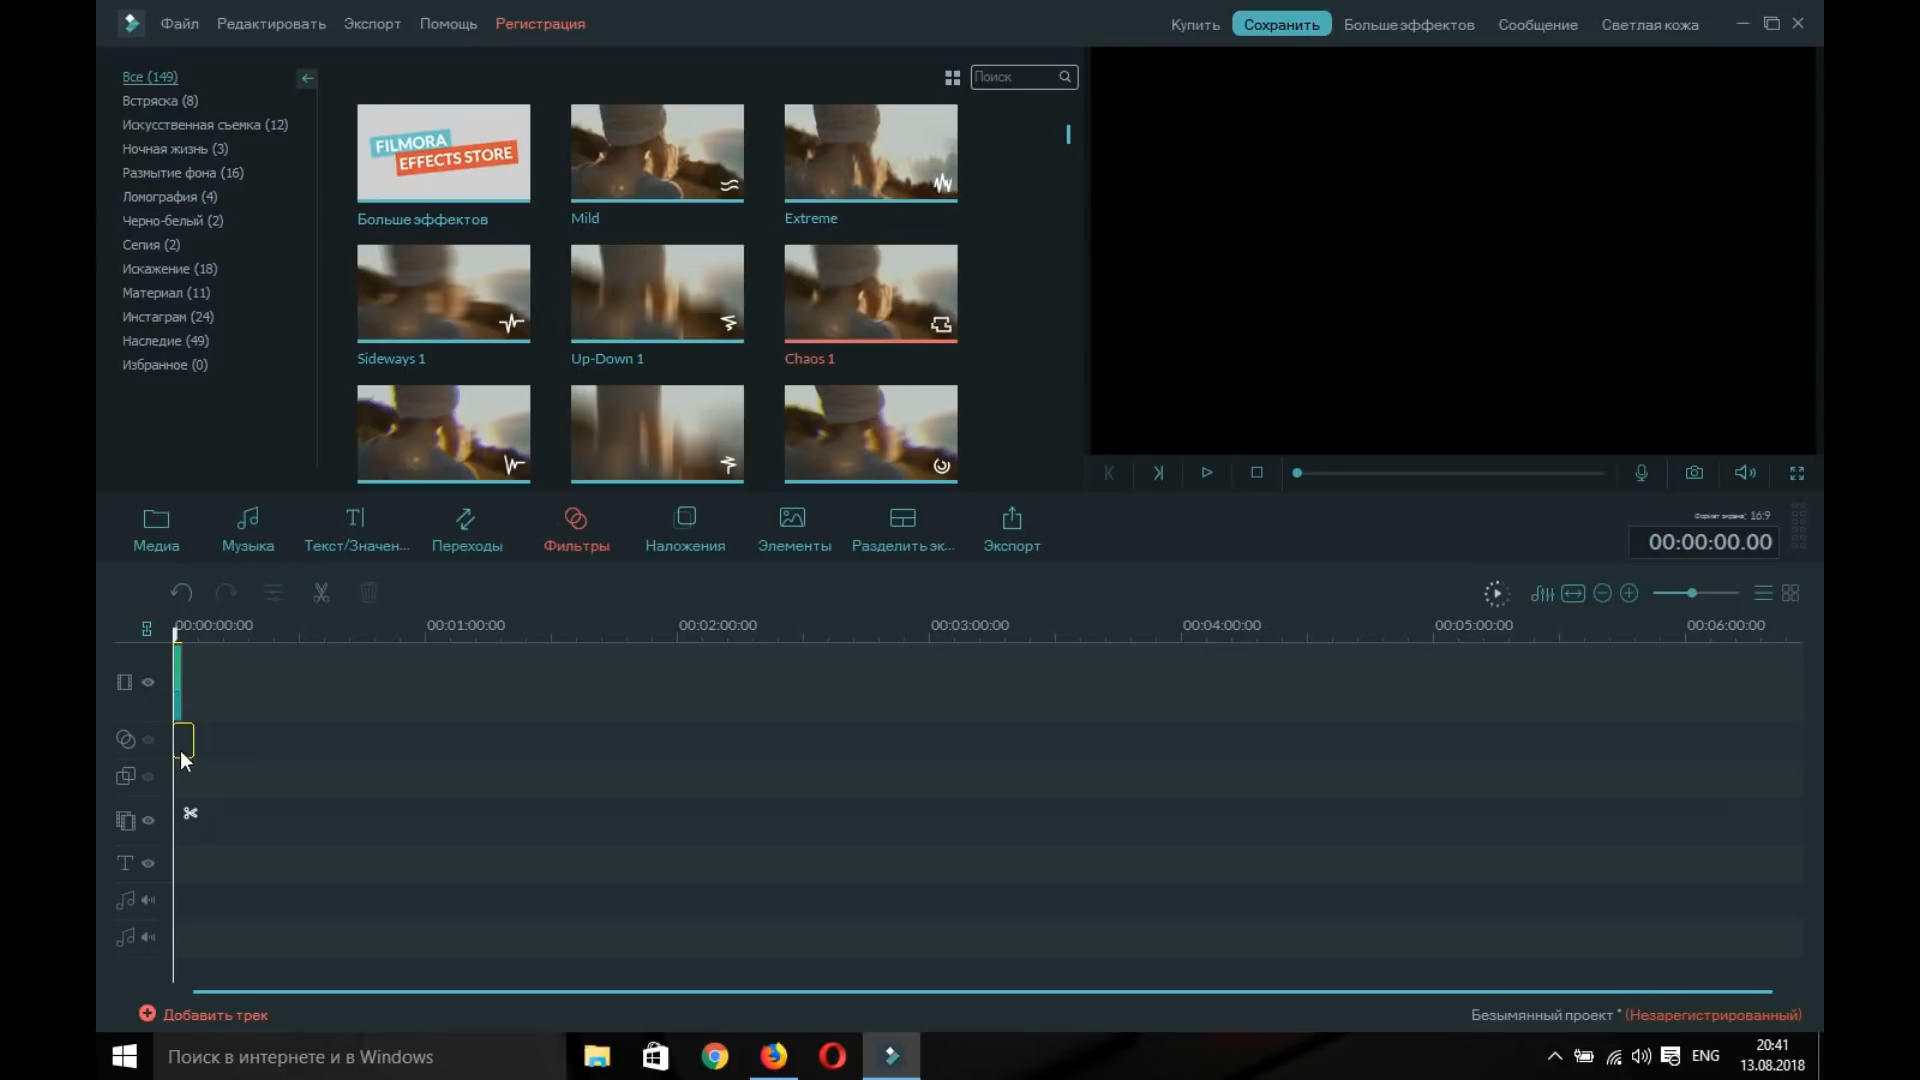 Файл Редактировать Экспорт Помощь Регистрация
Купить Сохранить Больше эффектов Сообщение Светлая кожа
Все (149)
Встряска (8)
Искусственная съемка (12)
Ночная жизнь (3)
Размытие фона (16)
Ломография (4)
Черно-белый (2)
Сепия (2)
Искажение (18)
Материал (11)
Инстаграм (24)
Наследие (49)
Избранное (0)
Поиск
FILMORA
EFFECTS STORE
Больше эффектов Mild Extreme
Sideways 1 Up-Down 1 Chaos 1
Медиа Музыка Текст/Значен... Переходы Фильтры Наложения Элементы Разделить эк... Экспорт
Формат экрана: 16:9
00:00:00.00
00:00:00:00 00:01:00:00 00:02:00:00 00:03:00:00 00:04:00:00 00:05:00:00 00:06:00:00
Добавить трек
Безымянный проект * (Незарегистрированный)
Поиск в интернете и в Windows
ENG
20:41
13.08.2018